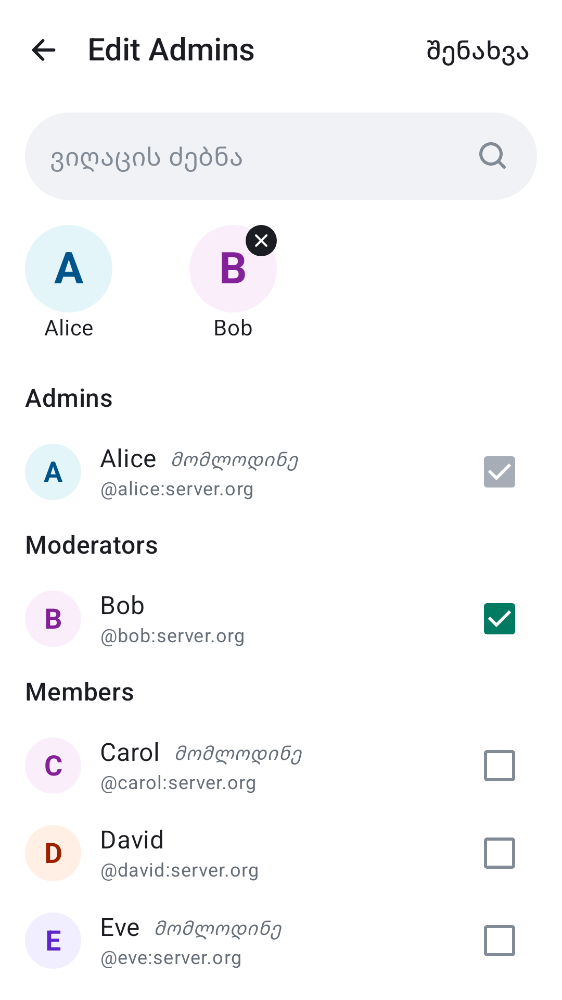 Edit Admins შენახვა
ვიღაცის ძებნა
A B
Alice Bob
Admins
A Alice მომლოდინე
@alice:server.org
Moderators
B Bob
@bob:server.org
Members
C Carol მომლოდინე
@carol:server.org
D David
@david:server.org
E Eve მომლოდინე
@eve:server.org